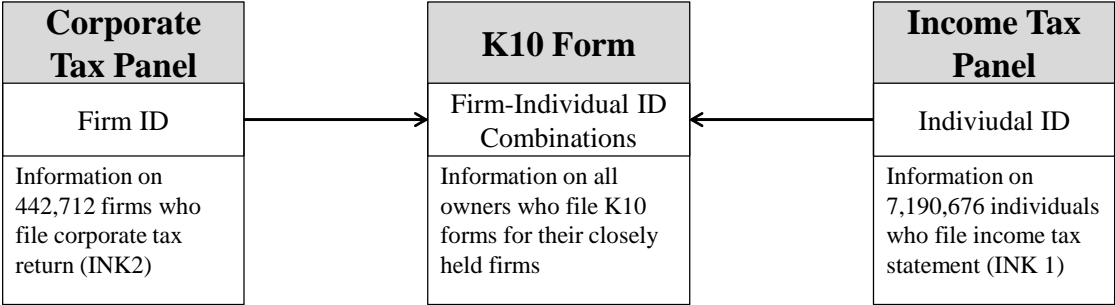 Corporate
Tax Panel
Firm ID
Information on
442,712 firms who
file corporate tax
return (INK2)
K10 Form
Firm-Individual ID
Combinations
Information on all
owners who file K10
forms for their closely
held firms
Income Tax
Panel
Indiviudal ID
Information on
7,190,676 individuals
who file income tax
statement (INK 1)